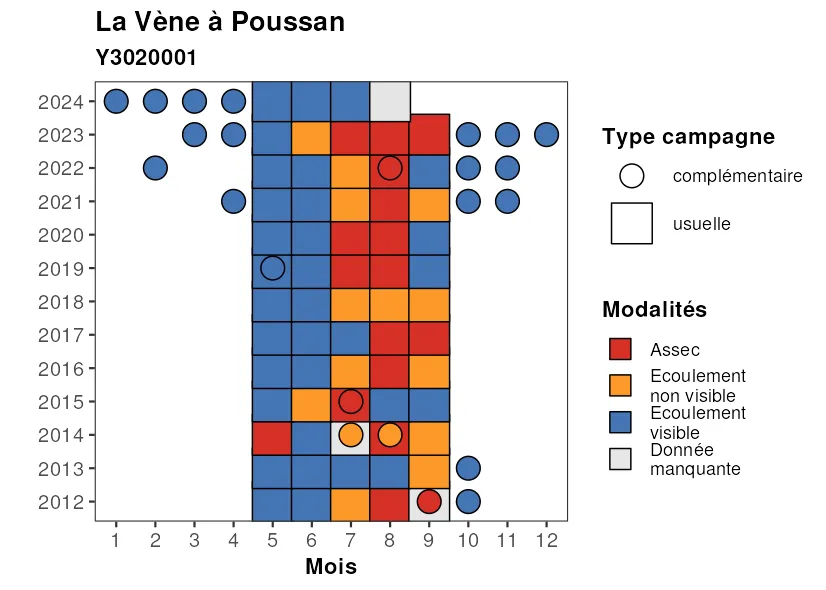 La Vène à Poussan
Y3020001
2024
2023
2022
2021
2020
2019
2018
2017
2016
2015
2014
2013
2012
1 2 3 4 5 6 7 8 9 10 11 12
Mois
Type campagne
complémentaire
usuelle
Modalités
Assec
Ecoulement
non visible
Ecoulement
visible
Donnée
manquante